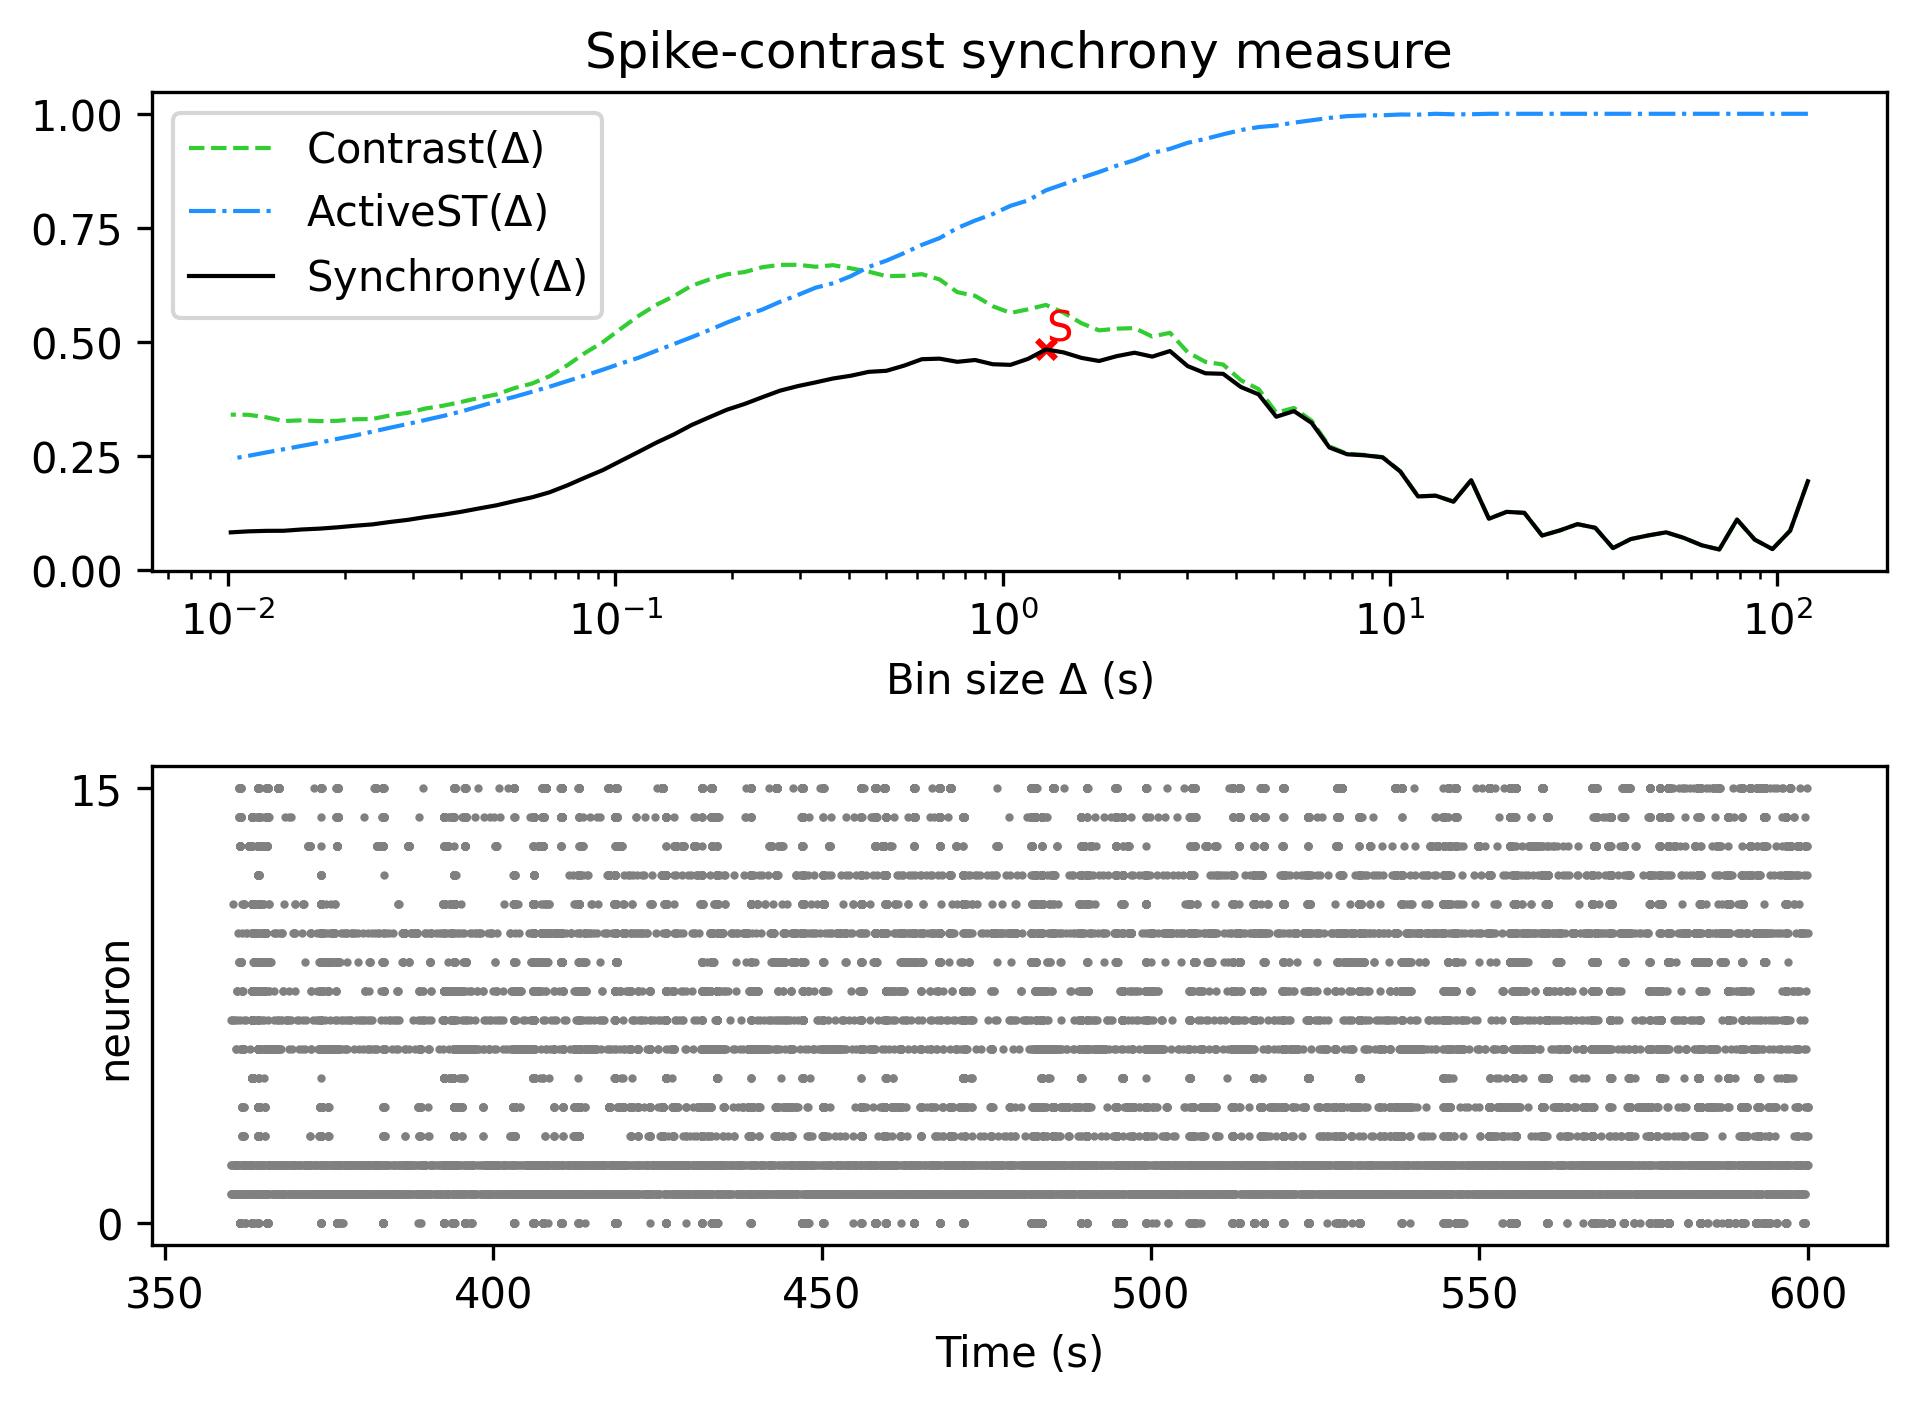 Spike-contrast synchrony measure
1.00
0.75
0.50
0.25
0.00
Contrast(Δ)
ActiveST(Δ)
Synchrony(Δ)
S
10⁻² 10⁻¹ 10⁰ 10¹ 10²
Bin size Δ (s)
15
0
neuron
350 400 450 500 550 600
Time (s)